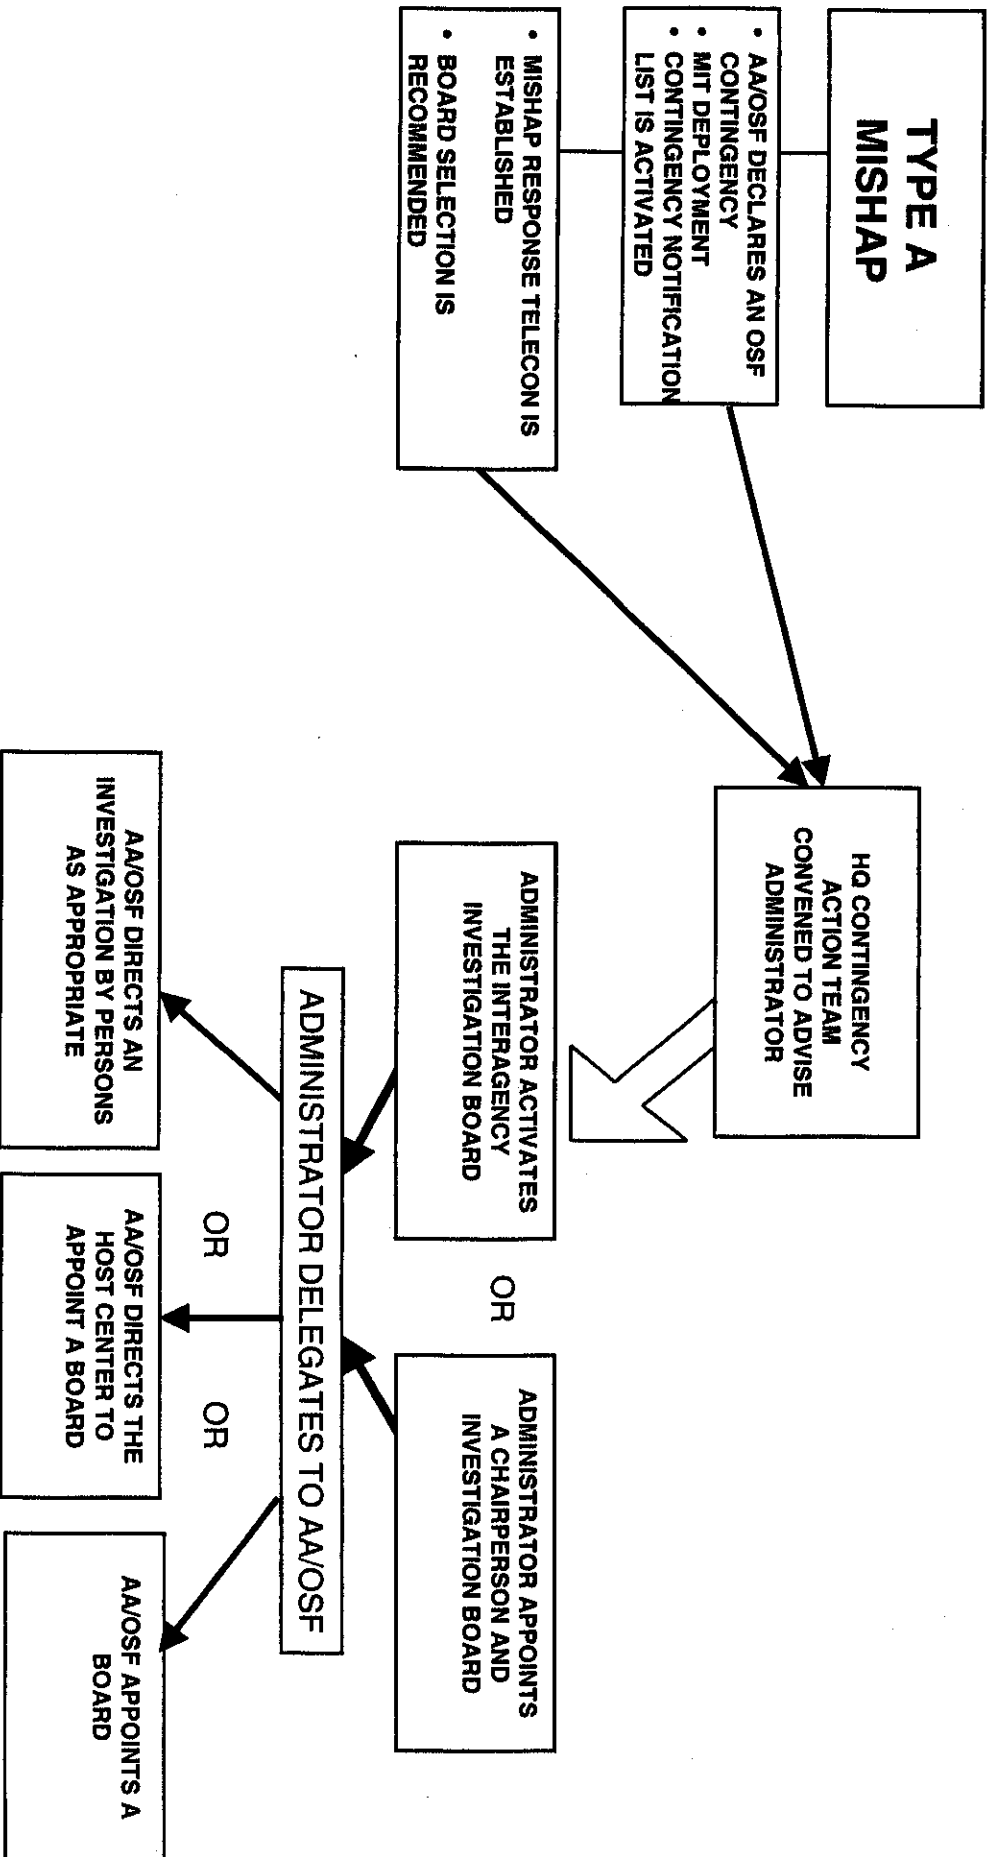 TYPE A
MISHAP
• AA/OSF DECLARES AN OSF
CONTINGENCY
• MIT DEPLOYMENT
• CONTINGENCY NOTIFICATION
LIST IS ACTIVATED
• MISHAP RESPONSE TELECON IS
ESTABLISHED
• BOARD SELECTION IS
RECOMMENDED
HQ CONTINGENCY
ACTION TEAM
CONVENED TO ADVISE
ADMINISTRATOR
ADMINISTRATOR ACTIVATES
THE INTERAGENCY
INVESTIGATION BOARD
OR
ADMINISTRATOR APPOINTS
A CHAIRPERSON AND
INVESTIGATION BOARD
ADMINISTRATOR DELEGATES TO AA/OSF
AA/OSF DIRECTS AN
INVESTIGATION BY PERSONS
AS APPROPRIATE
OR
AA/OSF DIRECTS THE
HOST CENTER TO
APPOINT A BOARD
OR
AA/OSF APPOINTS A
BOARD